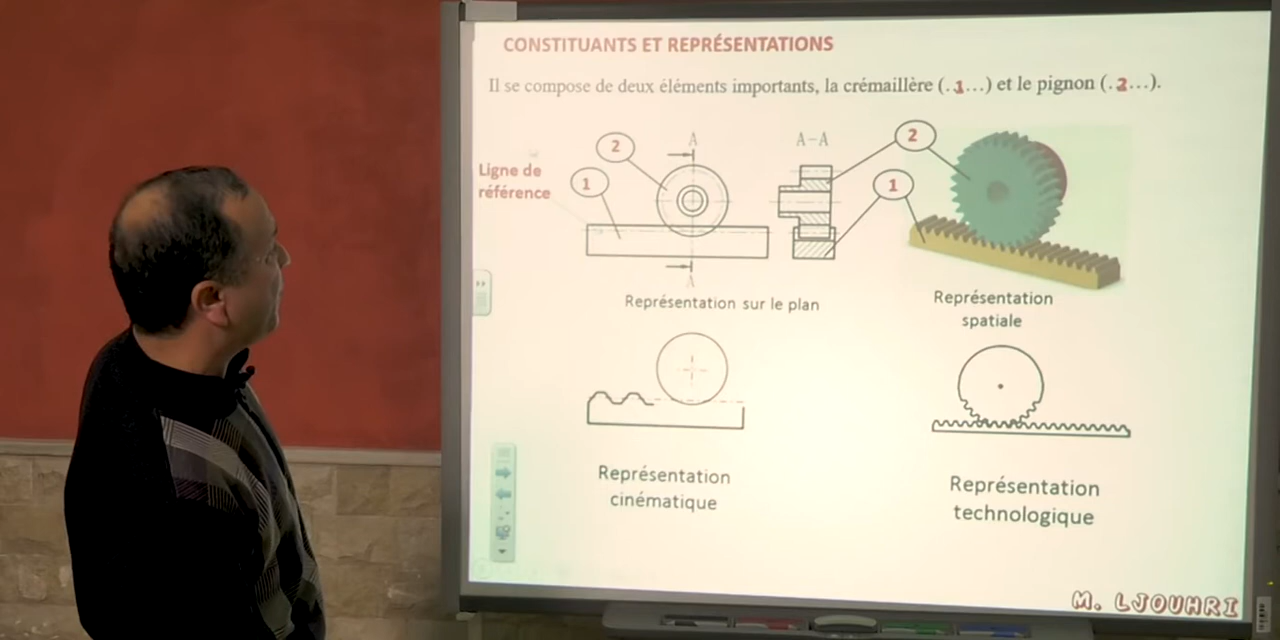 CONSTITUANTS ET REPRÉSENTATIONS
Il se compose de deux éléments importants, la crémaillère (.1...) et le pignon (.2...).
A
A-A
2
2
Ligne de
référence
1
1
A
Représentation sur le plan
Représentation
spatiale
Représentation
cinématique
Représentation
technologique
M. LJOUHRI